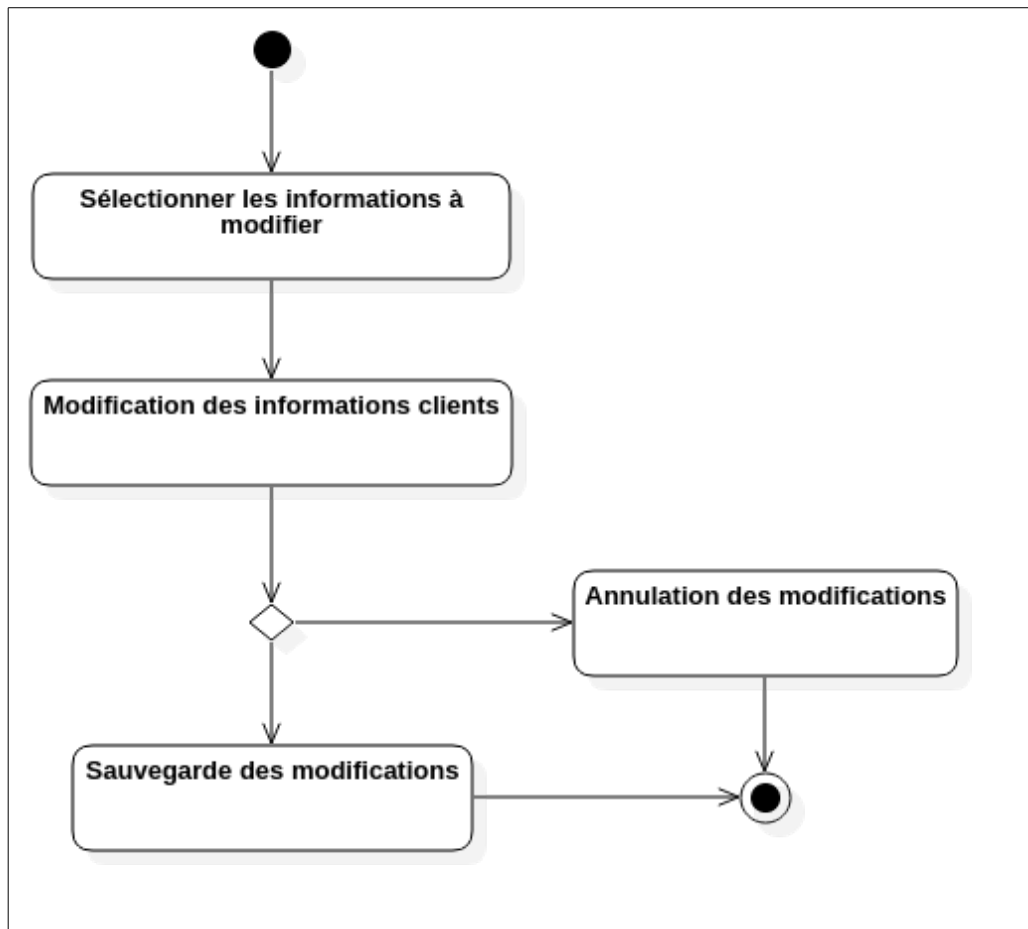 Sélectionner les informations à
modifier
Modification des informations clients
Annulation des modifications
Sauvegarde des modifications